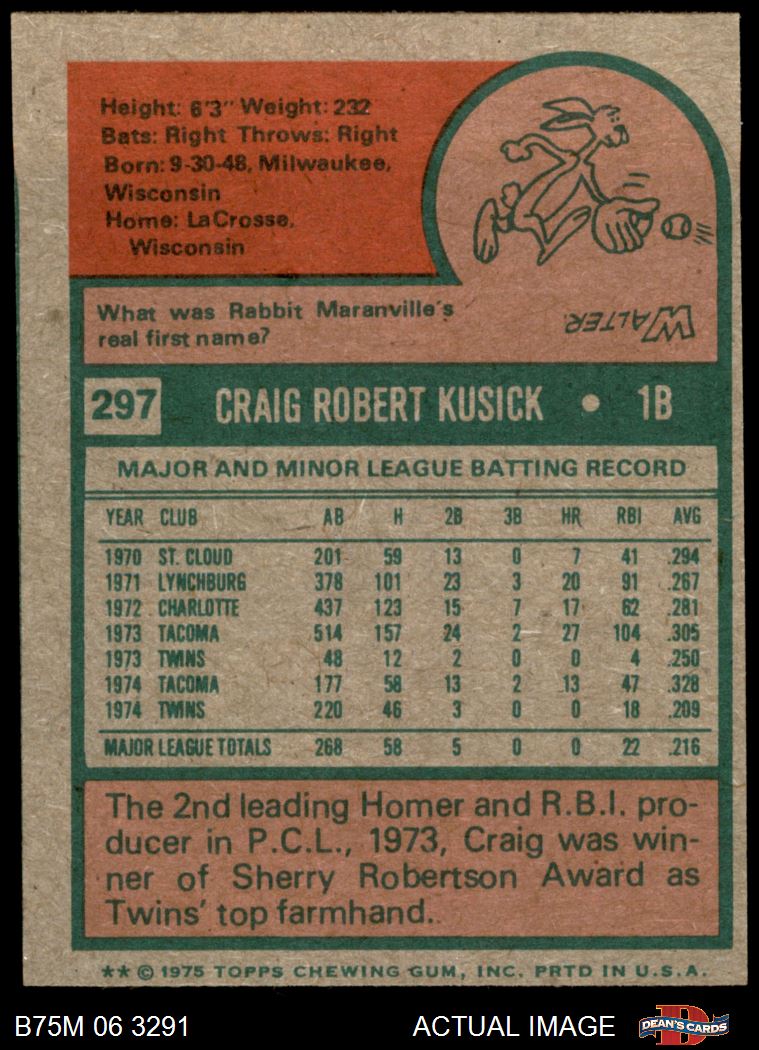 Height: 6'3" Weight: 232
Bats: Right Throws: Right
Born: 9-30-48, Milwaukee,
Wisconsin
Home: LaCrosse,
Wisconsin
What was Rabbit Maranville's
real first name?
WALTER.
297 CRAIG ROBERT KUSICK • 1B
MAJOR AND MINOR LEAGUE BATTING RECORD
YEAR CLUB AB H 2B 3B HR RBI AVG
1970 ST. CLOUD 201 59 13 0 7 41 .294
1971 LYNCHBURG 378 101 23 3 20 91 .267
1972 CHARLOTTE 437 123 15 7 17 62 .281
1973 TACOMA 514 157 24 2 27 104 .305
1973 TWINS 48 12 2 0 0 4 .250
1974 TACOMA 177 58 13 2 13 47 .328
1974 TWINS 220 46 3 0 0 18 .209
MAJOR LEAGUE TOTALS 268 58 5 0 0 22 .216
The 2nd leading Homer and R.B.I. pro-
ducer in P.C.L., 1973, Craig was win-
ner of Sherry Robertson Award as
Twins' top farmhand.
** © 1975 TOPPS CHEWING GUM, INC. PRTD IN U.S.A.
B75M 06 3291 ACTUAL IMAGE
D
DEAN'S CARDS